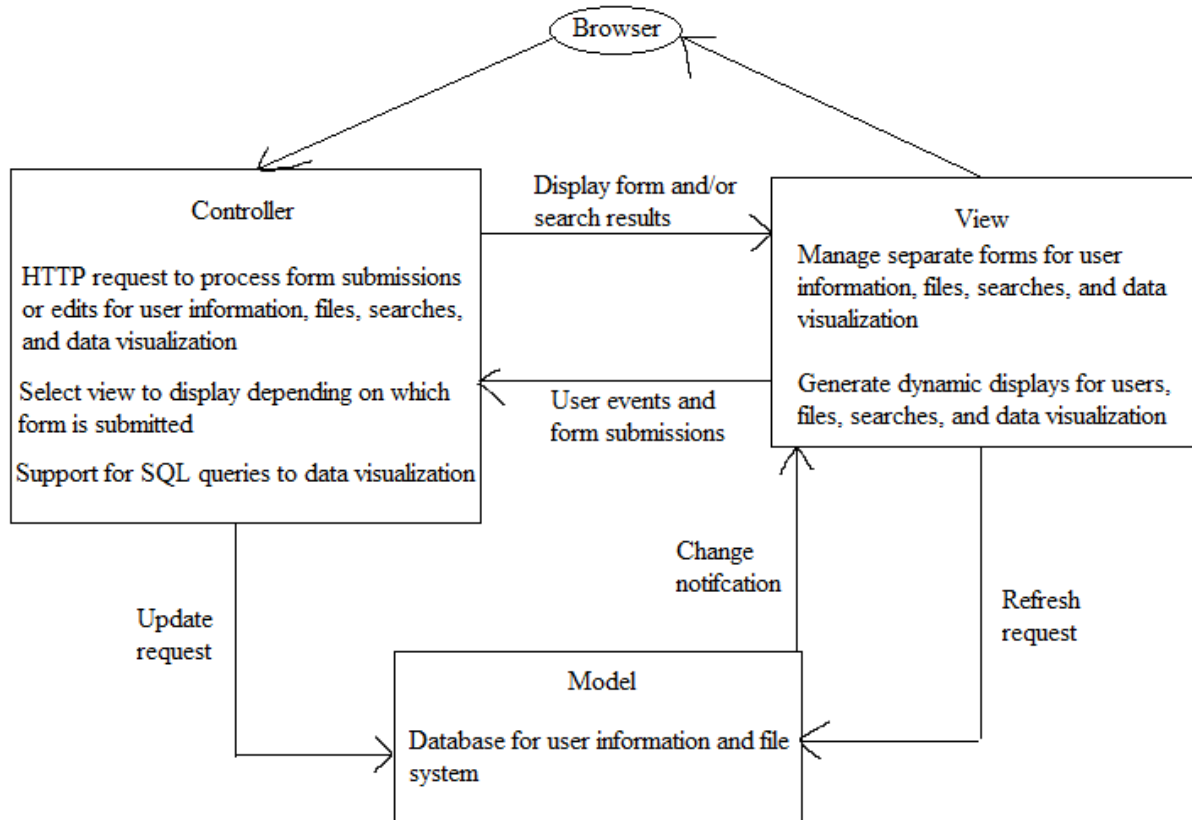 Browser
Controller
HTTP request to process form submissions
or edits for user information, files, searches,
and data visualization
Select view to display depending on which
form is submitted
Support for SQL queries to data visualization
Display form and/or
search results
View
Manage separate forms for user
information, files, searches, and data
visualization
Generate dynamic displays for users,
files, searches, and data visualization
User events and
form submissions
Change
notifcation
Refresh
request
Update
request
Model
Database for user information and file
system